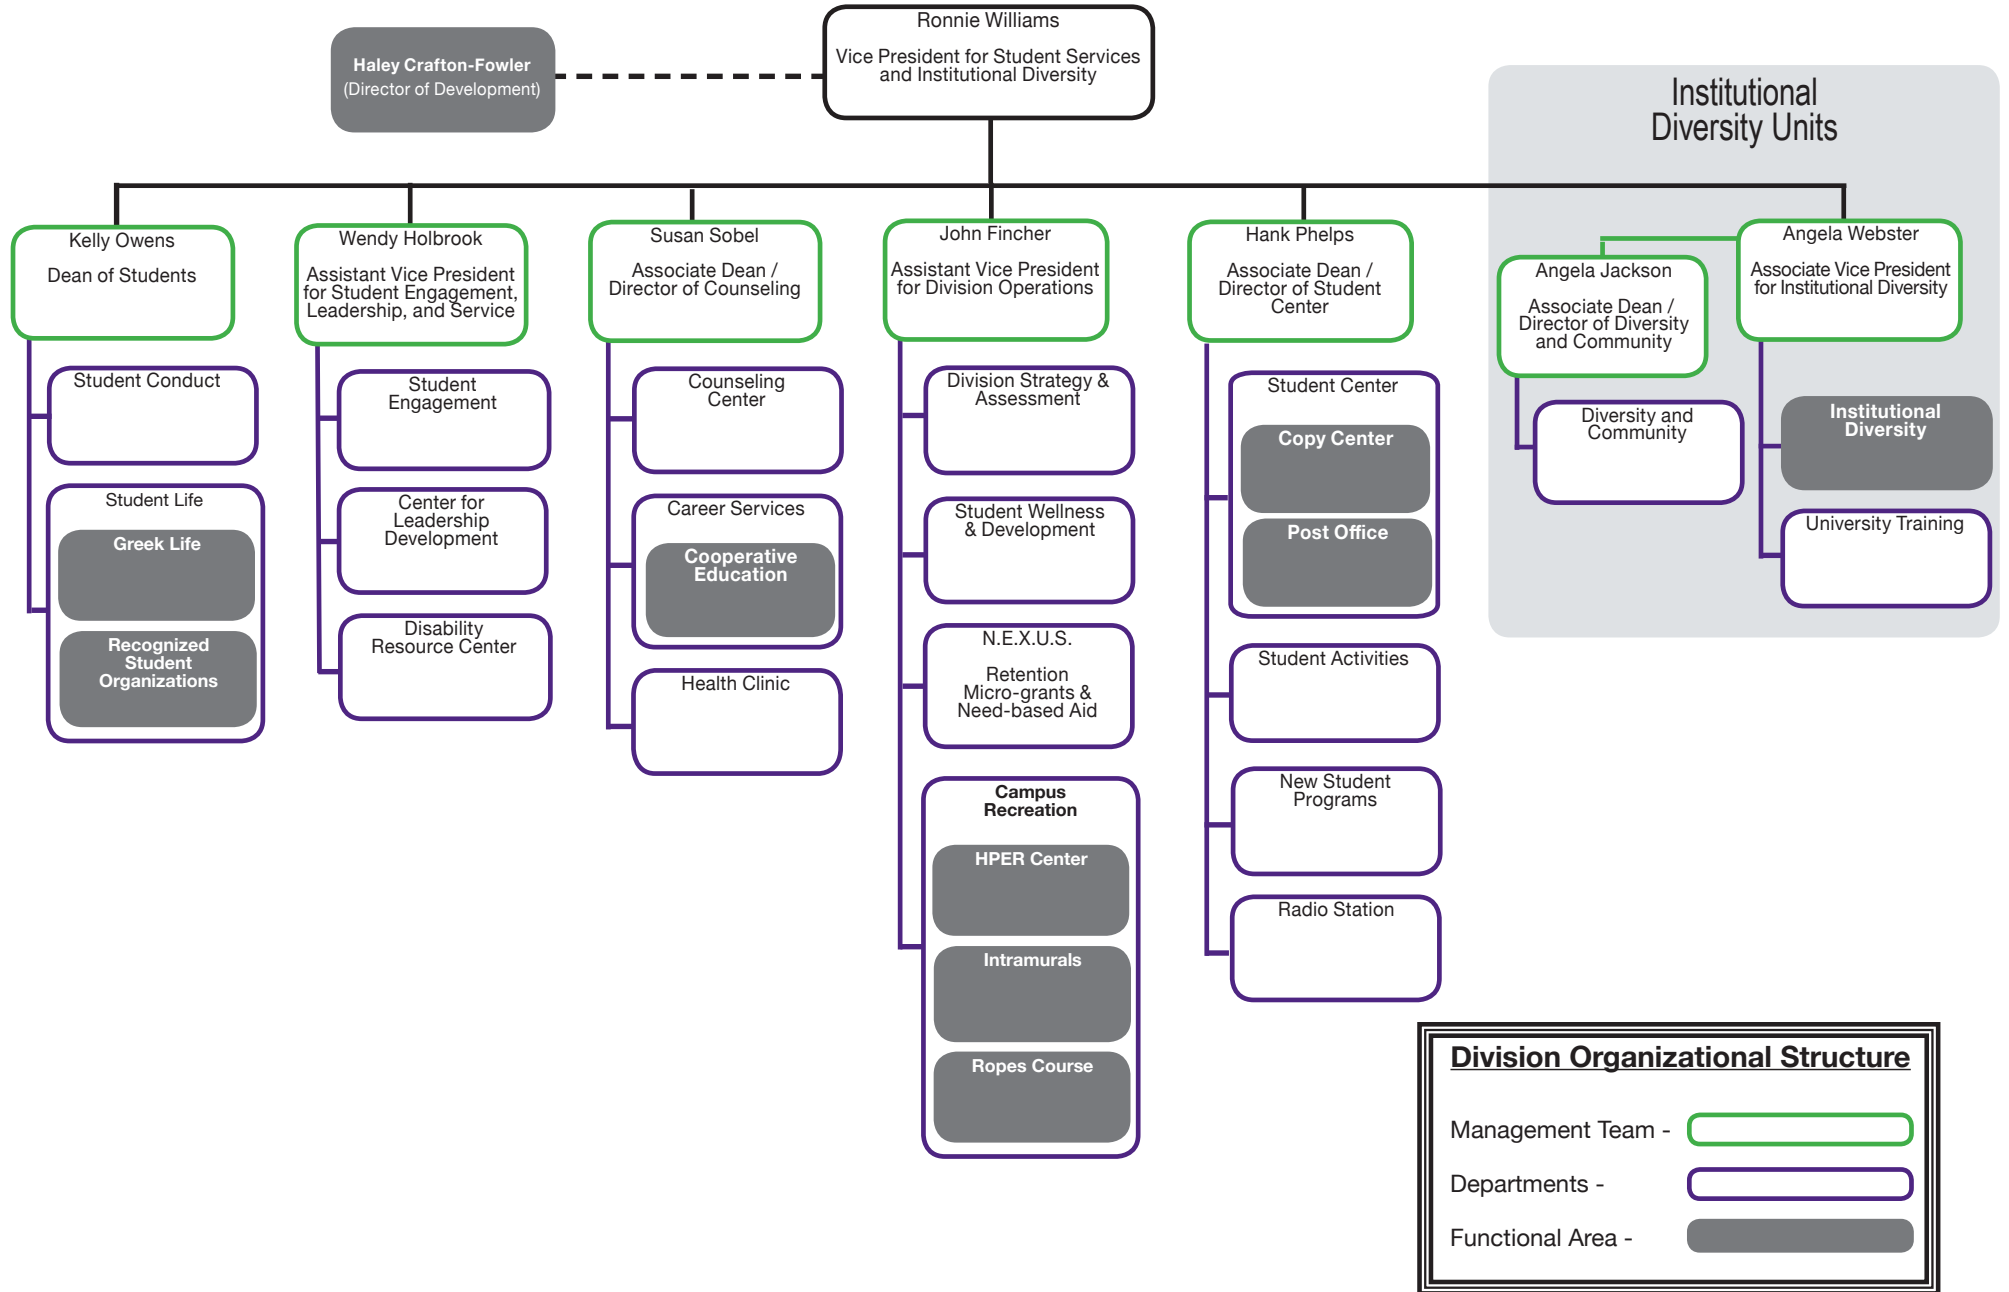 Ronnie Williams
Vice President for Student Services
and Institutional Diversity
Haley Crafton-Fowler
(Director of Development)
Institutional
Diversity Units
Kelly Owens
Dean of Students
Student Conduct
Student Life
Greek Life
Recognized
Student
Organizations
Wendy Holbrook
Assistant Vice President
for Student Engagement,
Leadership, and Service
Student
Engagement
Center for
Leadership
Development
Disability
Resource Center
Susan Sobel
Associate Dean /
Director of Counseling
Counseling
Center
Career Services
Cooperative
Education
Health Clinic
John Fincher
Assistant Vice President
for Division Operations
Division Strategy &
Assessment
Student Wellness
& Development
N.E.X.U.S.
Retention
Micro-grants &
Need-based Aid
Campus
Recreation
HPER Center
Intramurals
Ropes Course
Hank Phelps
Associate Dean /
Director of Student
Center
Student Center
Copy Center
Post Office
Student Activities
New Student
Programs
Radio Station
Angela Jackson
Associate Dean /
Director of Diversity
and Community
Diversity and
Community
Angela Webster
Associate Vice President
for Institutional Diversity
Institutional
Diversity
University Training
Division Organizational Structure
Management Team -
Departments -
Functional Area -